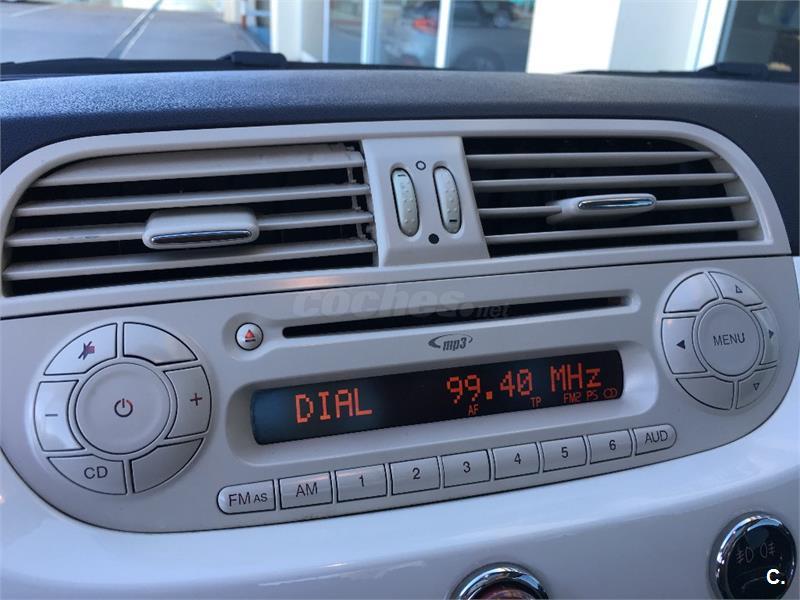 coches.net
mp3
MENU
DIAL 99.40 MHz
AF TP FM2 PS CD
+
−
CD
FM AS AM 1 2 3 4 5 6 AUD
C.